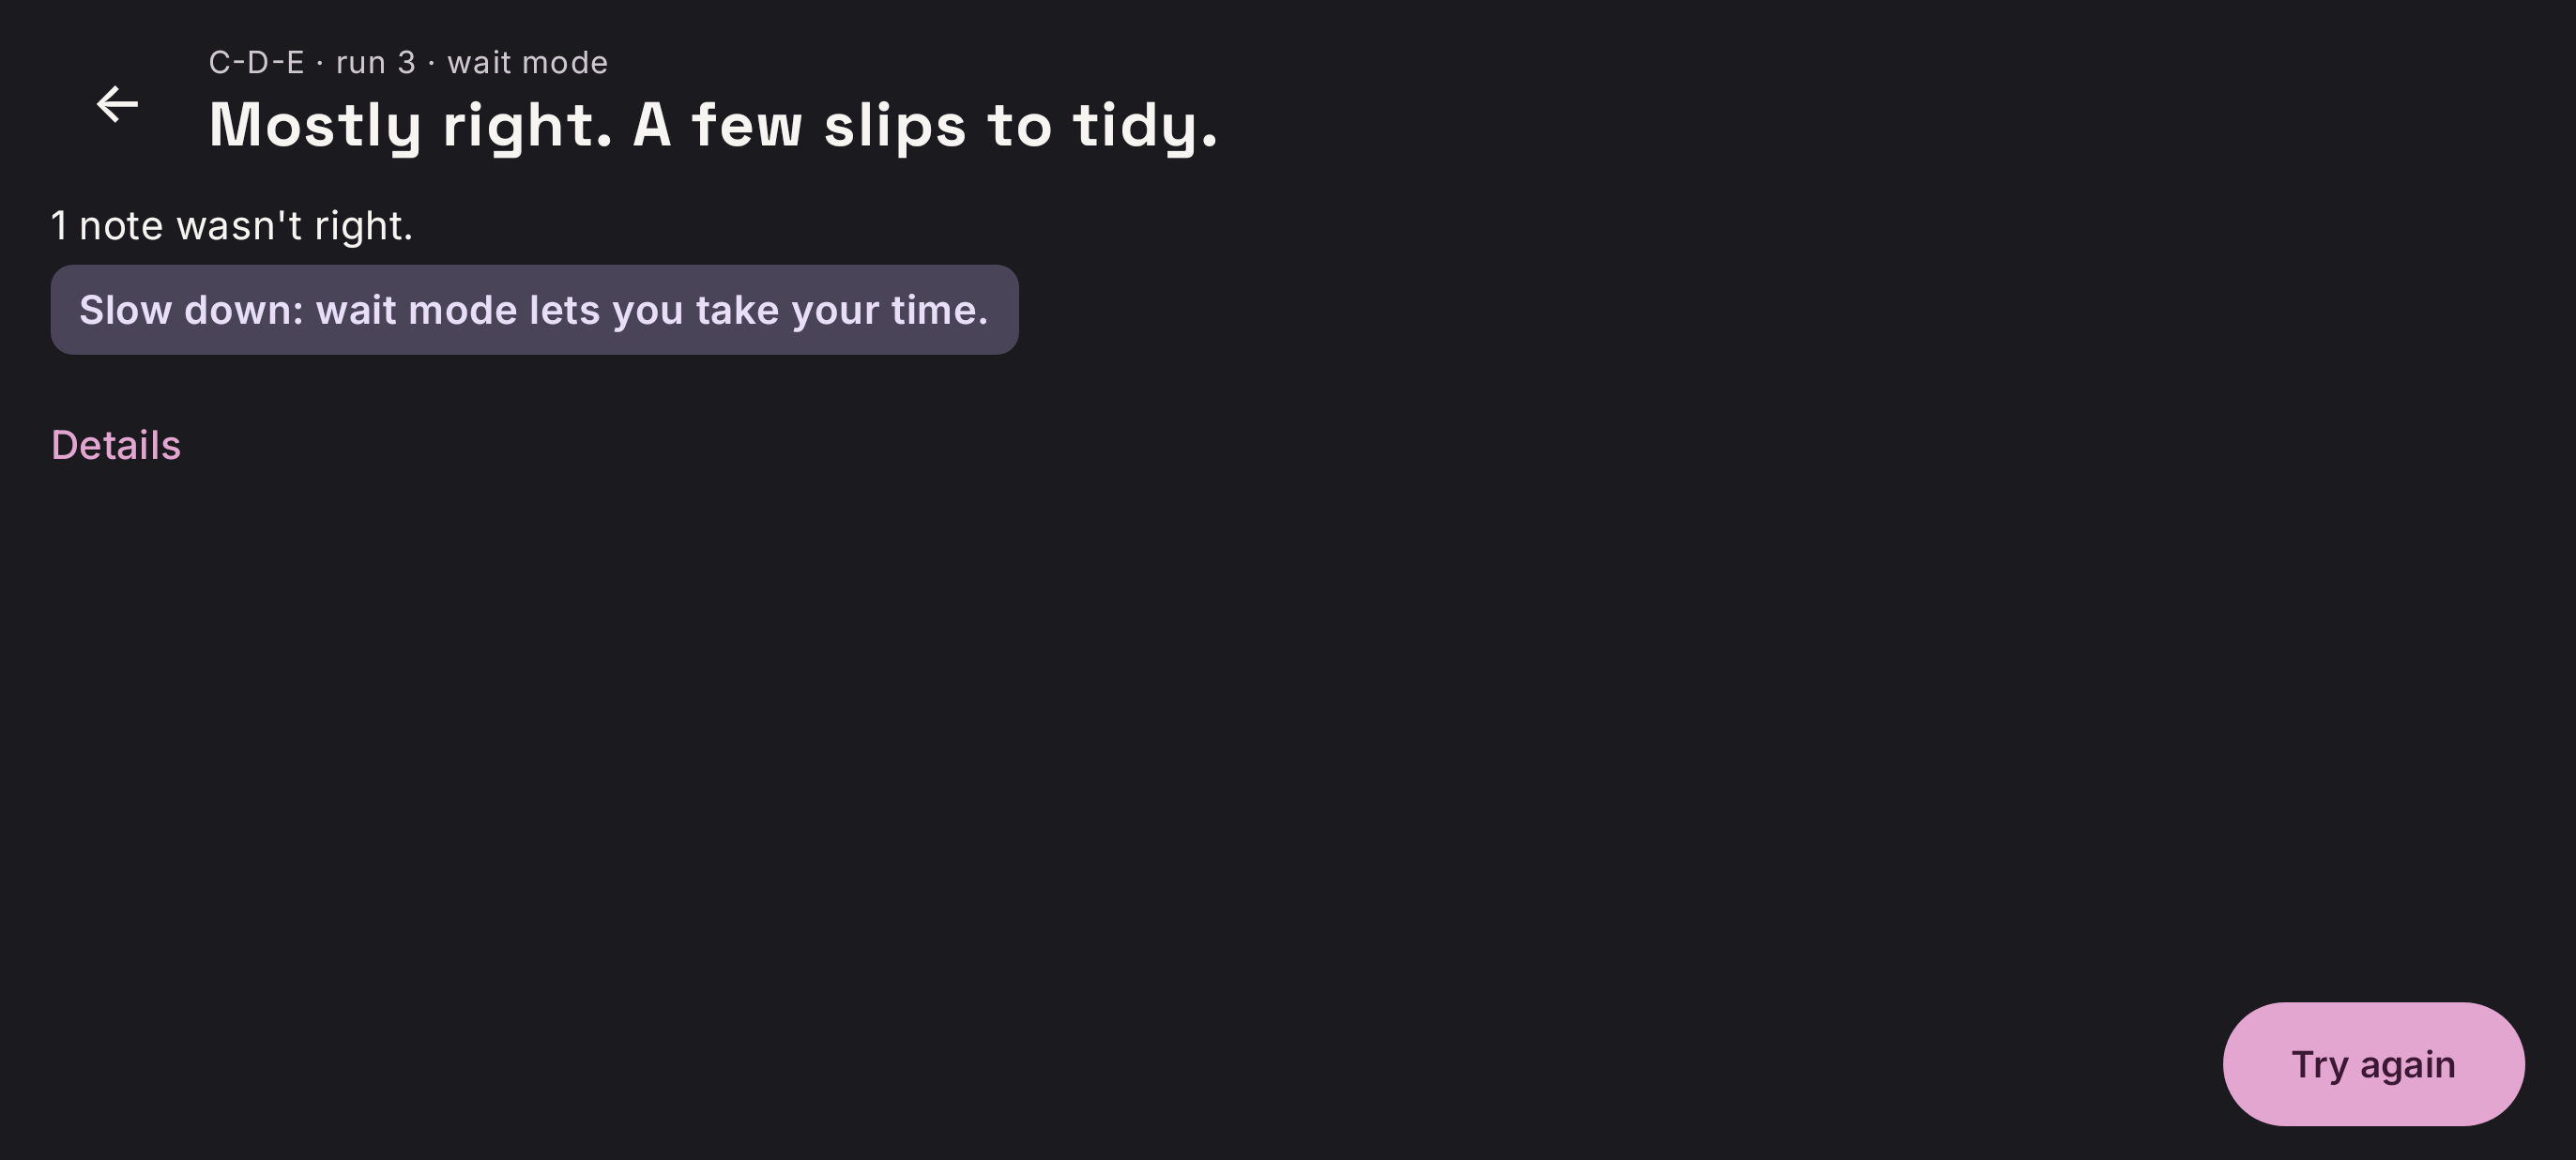 C-D-E · run 3 · wait mode
Mostly right. A few slips to tidy.
1 note wasn't right.
Slow down: wait mode lets you take your time.
Details
Try again